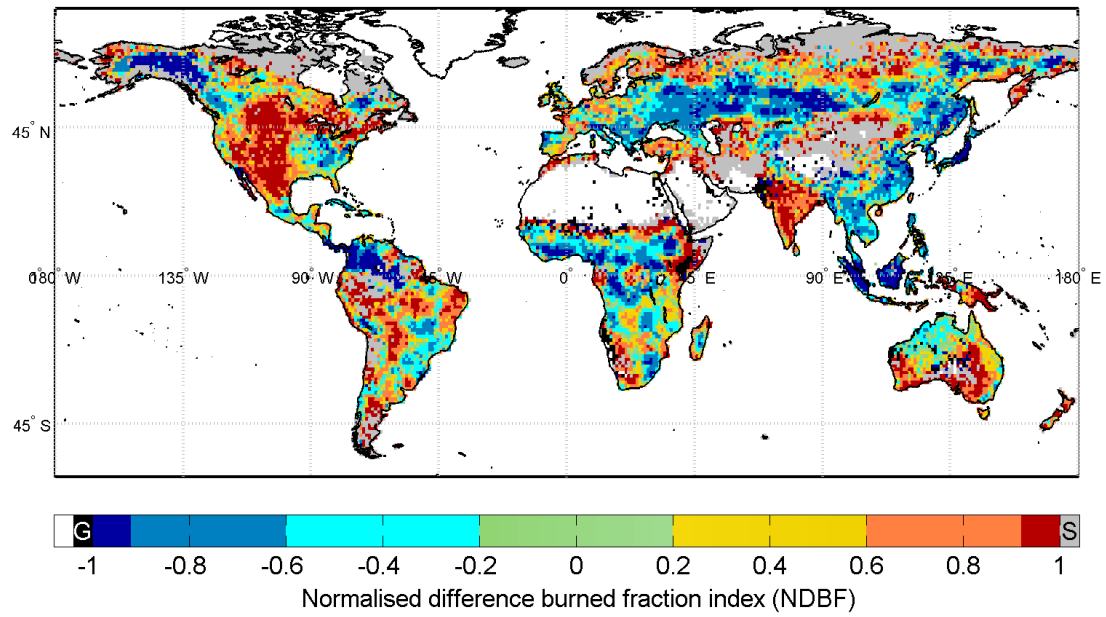 45° N
180° W 135° W 90° W 45° W 0° 45° E 90° E 135° E 180° E
45° S
G S
-1 -0.8 -0.6 -0.4 -0.2 0 0.2 0.4 0.6 0.8 1
Normalised difference burned fraction index (NDBF)